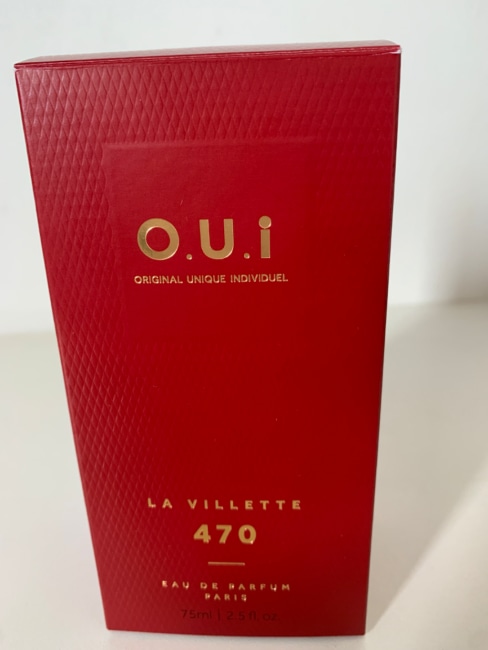 O.U.i
ORIGINAL UNIQUE INDIVIDUEL
LA VILLETTE
470
EAU DE PARFUM
PARIS
75ml | 2.5 fl. oz.